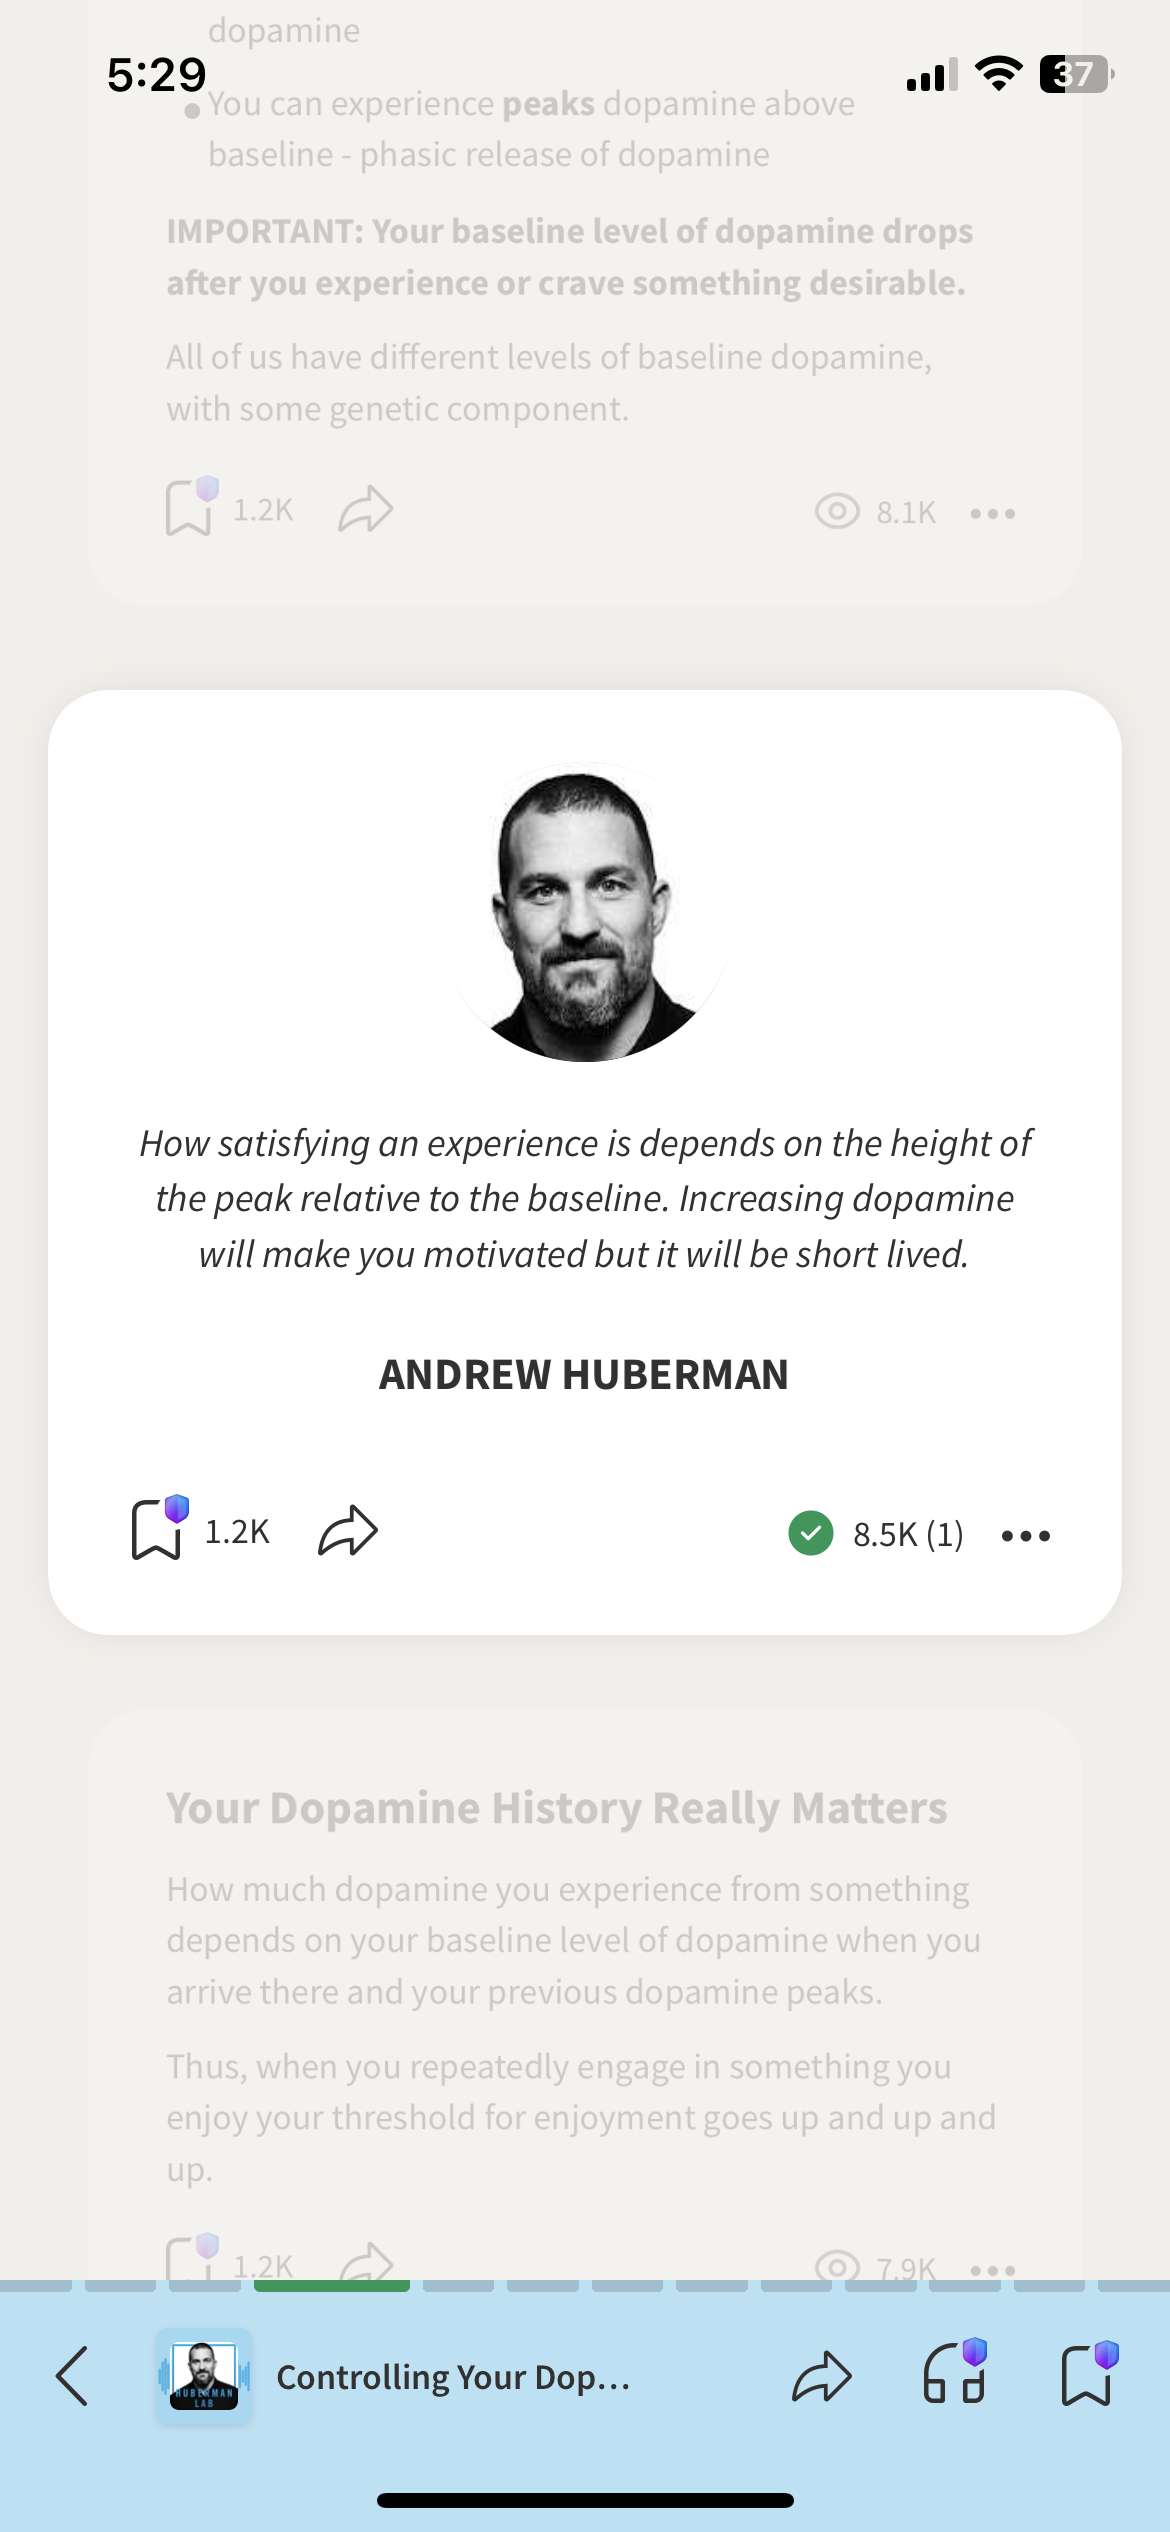 dopamine
5:29
37
You can experience peaks dopamine above
baseline - phasic release of dopamine
IMPORTANT: Your baseline level of dopamine drops
after you experience or crave something desirable.
All of us have different levels of baseline dopamine,
with some genetic component.
1.2K
8.1K
How satisfying an experience is depends on the height of
the peak relative to the baseline. Increasing dopamine
will make you motivated but it will be short lived.
ANDREW HUBERMAN
1.2K
8.5K (1)
Your Dopamine History Really Matters
How much dopamine you experience from something
depends on your baseline level of dopamine when you
arrive there and your previous dopamine peaks.
Thus, when you repeatedly engage in something you
enjoy your threshold for enjoyment goes up and up and
up.
1.2K
7.9K
HUBERMAN
LAB
Controlling Your Dop...